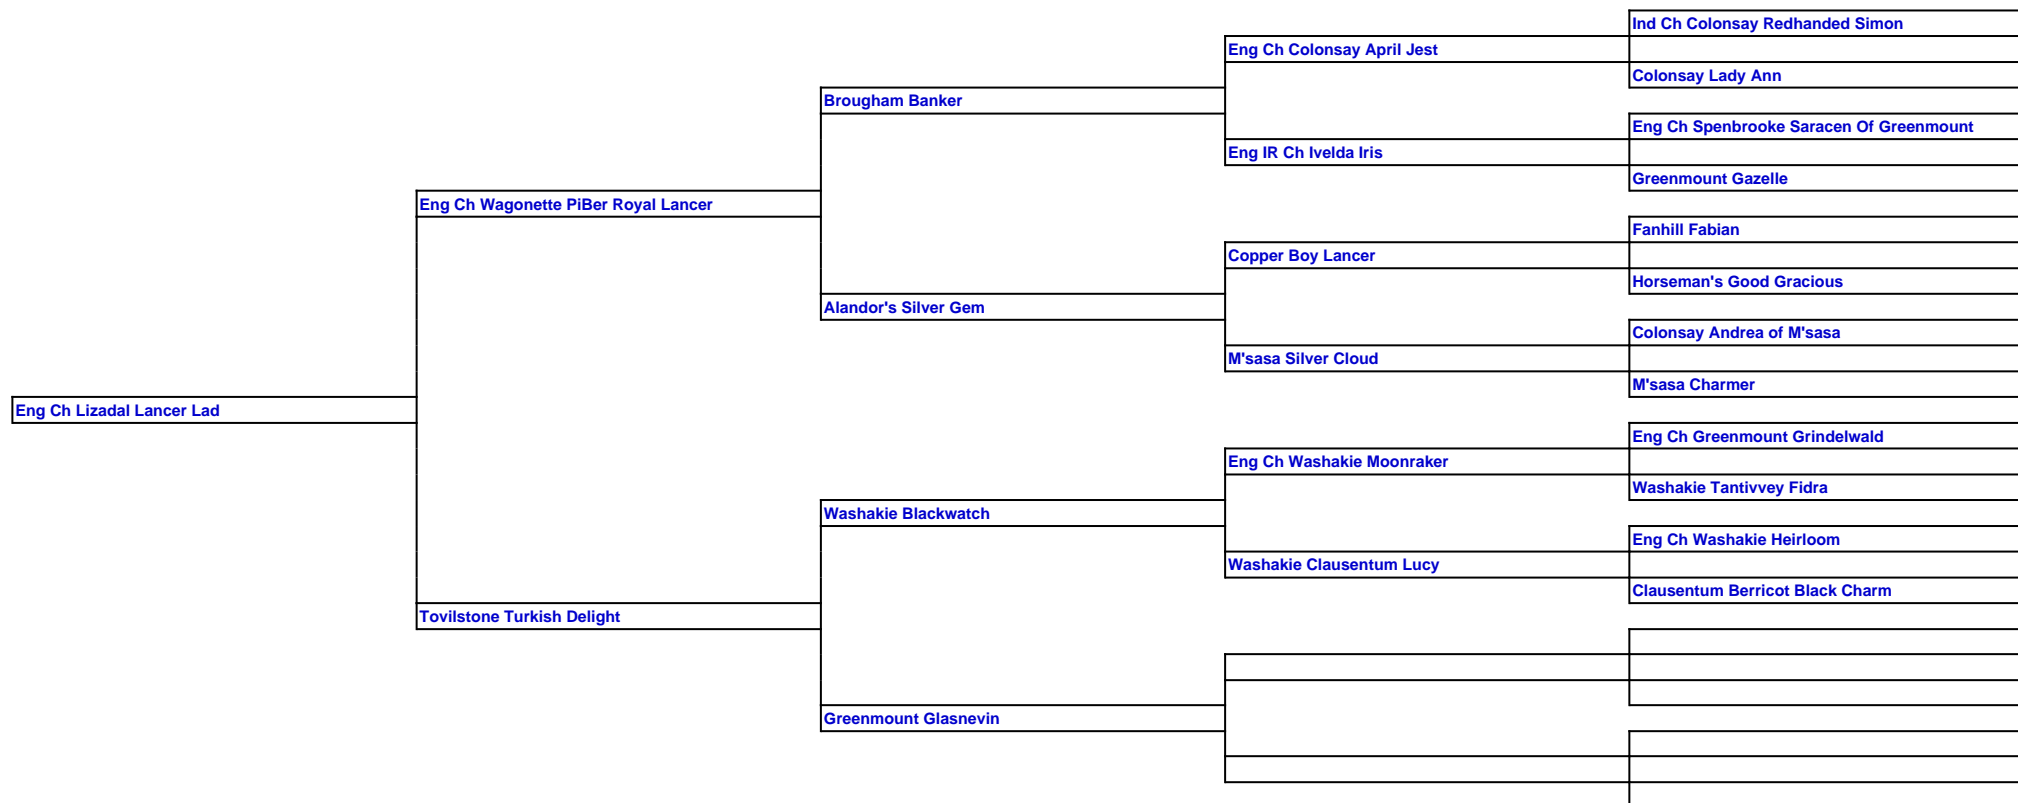 Ind Ch Colonsay Redhanded Simon
Eng Ch Colonsay April Jest
Colonsay Lady Ann
Brougham Banker
Eng Ch Spenbrooke Saracen Of Greenmount
Eng IR Ch Ivelda Iris
Greenmount Gazelle
Eng Ch Wagonette PiBer Royal Lancer
Fanhill Fabian
Copper Boy Lancer
Horseman's Good Gracious
Alandor's Silver Gem
Colonsay Andrea of M'sasa
M'sasa Silver Cloud
M'sasa Charmer
Eng Ch Lizadal Lancer Lad
Eng Ch Greenmount Grindelwald
Eng Ch Washakie Moonraker
Washakie Tantivvey Fidra
Washakie Blackwatch
Eng Ch Washakie Heirloom
Washakie Clausentum Lucy
Clausentum Berricot Black Charm
Tovilstone Turkish Delight
Greenmount Glasnevin